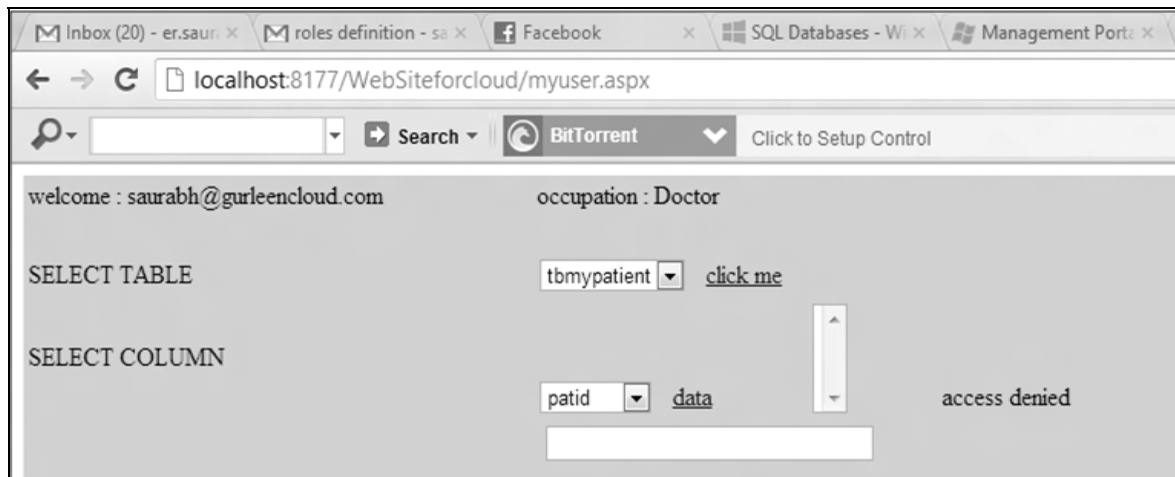 Inbox (20) - er.saur
roles definition - sa
Facebook
SQL Databases - Wi
Management Porta
localhost:8177/WebSiteforcloud/myuser.aspx
Search
BitTorrent
Click to Setup Control
welcome : saurabh@gurleencloud.com
occupation : Doctor
SELECT TABLE
tbmypatient
click me
SELECT COLUMN
patid
data
access denied